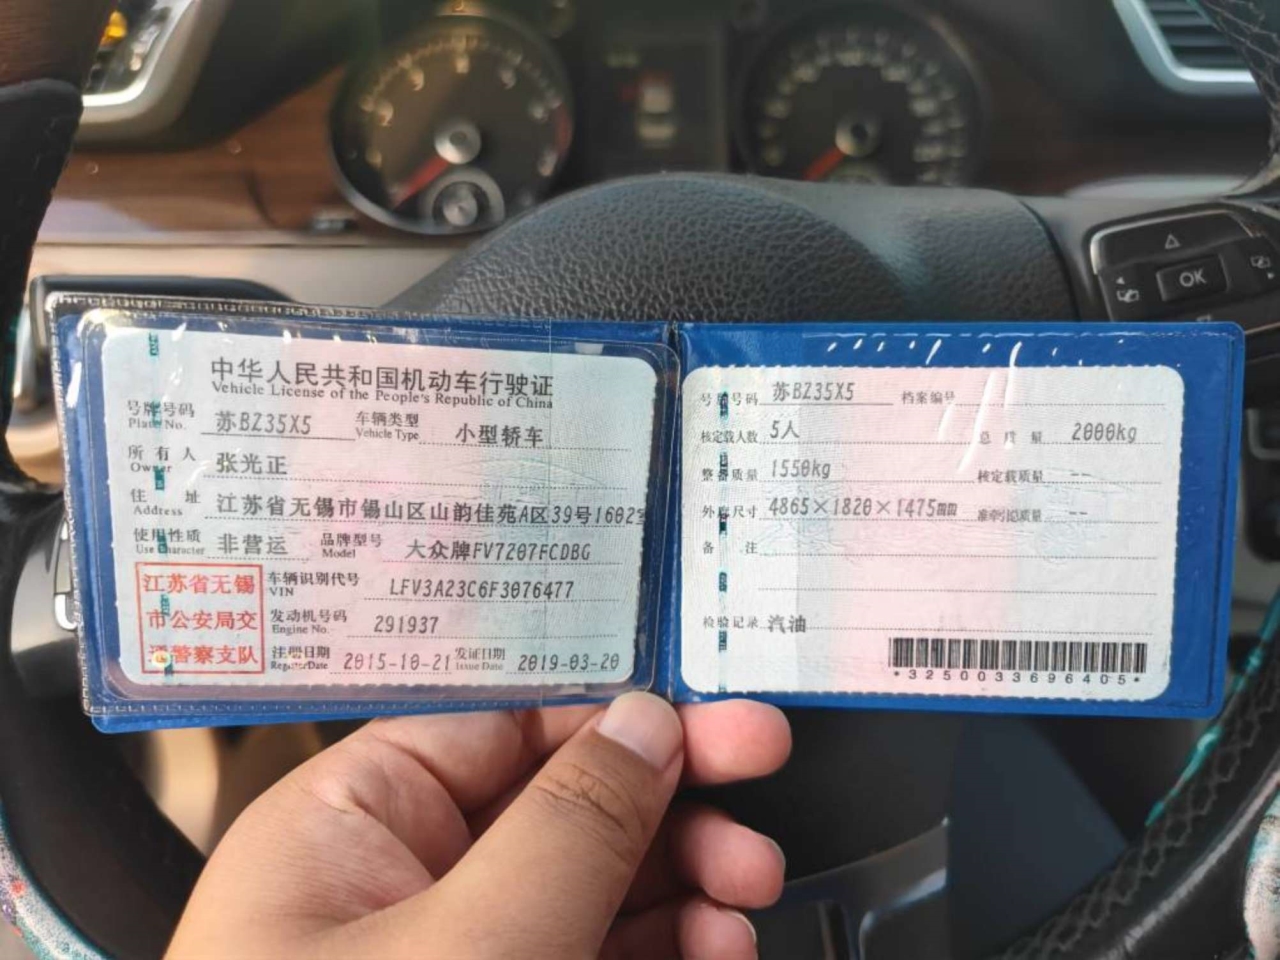 中华人民共和国机动车行驶证
Vehicle License of the People's Republic of China
号牌号码 苏BZ35X5 车辆类型 小型轿车
Plate No. Vehicle Type
所有人 张光正
Owner
住址 江苏省无锡市锡山区山韵佳苑A区39号1602室
Address
使用性质 非营运 品牌型号 大众牌FV7207FCDBG
Use Character Model
江苏省无锡市公安局交通警察支队
车辆识别代号 LFV3A23C6F3076477
VIN
发动机号码 291937
Engine No.
注册日期 2015-10-21 发证日期 2019-03-20
Register Date Issue Date
号牌号码 苏BZ35X5 档案编号
核定载人数 5人 总质量 2000kg
整备质量 1550kg 核定载质量 --
外廓尺寸 4865×1820×1475mm 准牵引总质量 --
备注
检验记录 汽油
*3250033696405*
OK